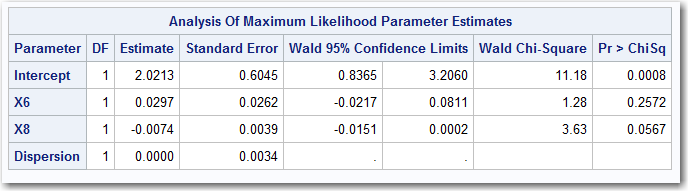 Analysis Of Maximum Likelihood Parameter Estimates
Parameter DF Estimate Standard Error Wald 95% Confidence Limits Wald Chi-Square Pr > ChiSq
Intercept 1 2.0213 0.6045 0.8365 3.2060 11.18 0.0008
X6 1 0.0297 0.0262 -0.0217 0.0811 1.28 0.2572
X8 1 -0.0074 0.0039 -0.0151 0.0002 3.63 0.0567
Dispersion 1 0.0000 0.0034 . .